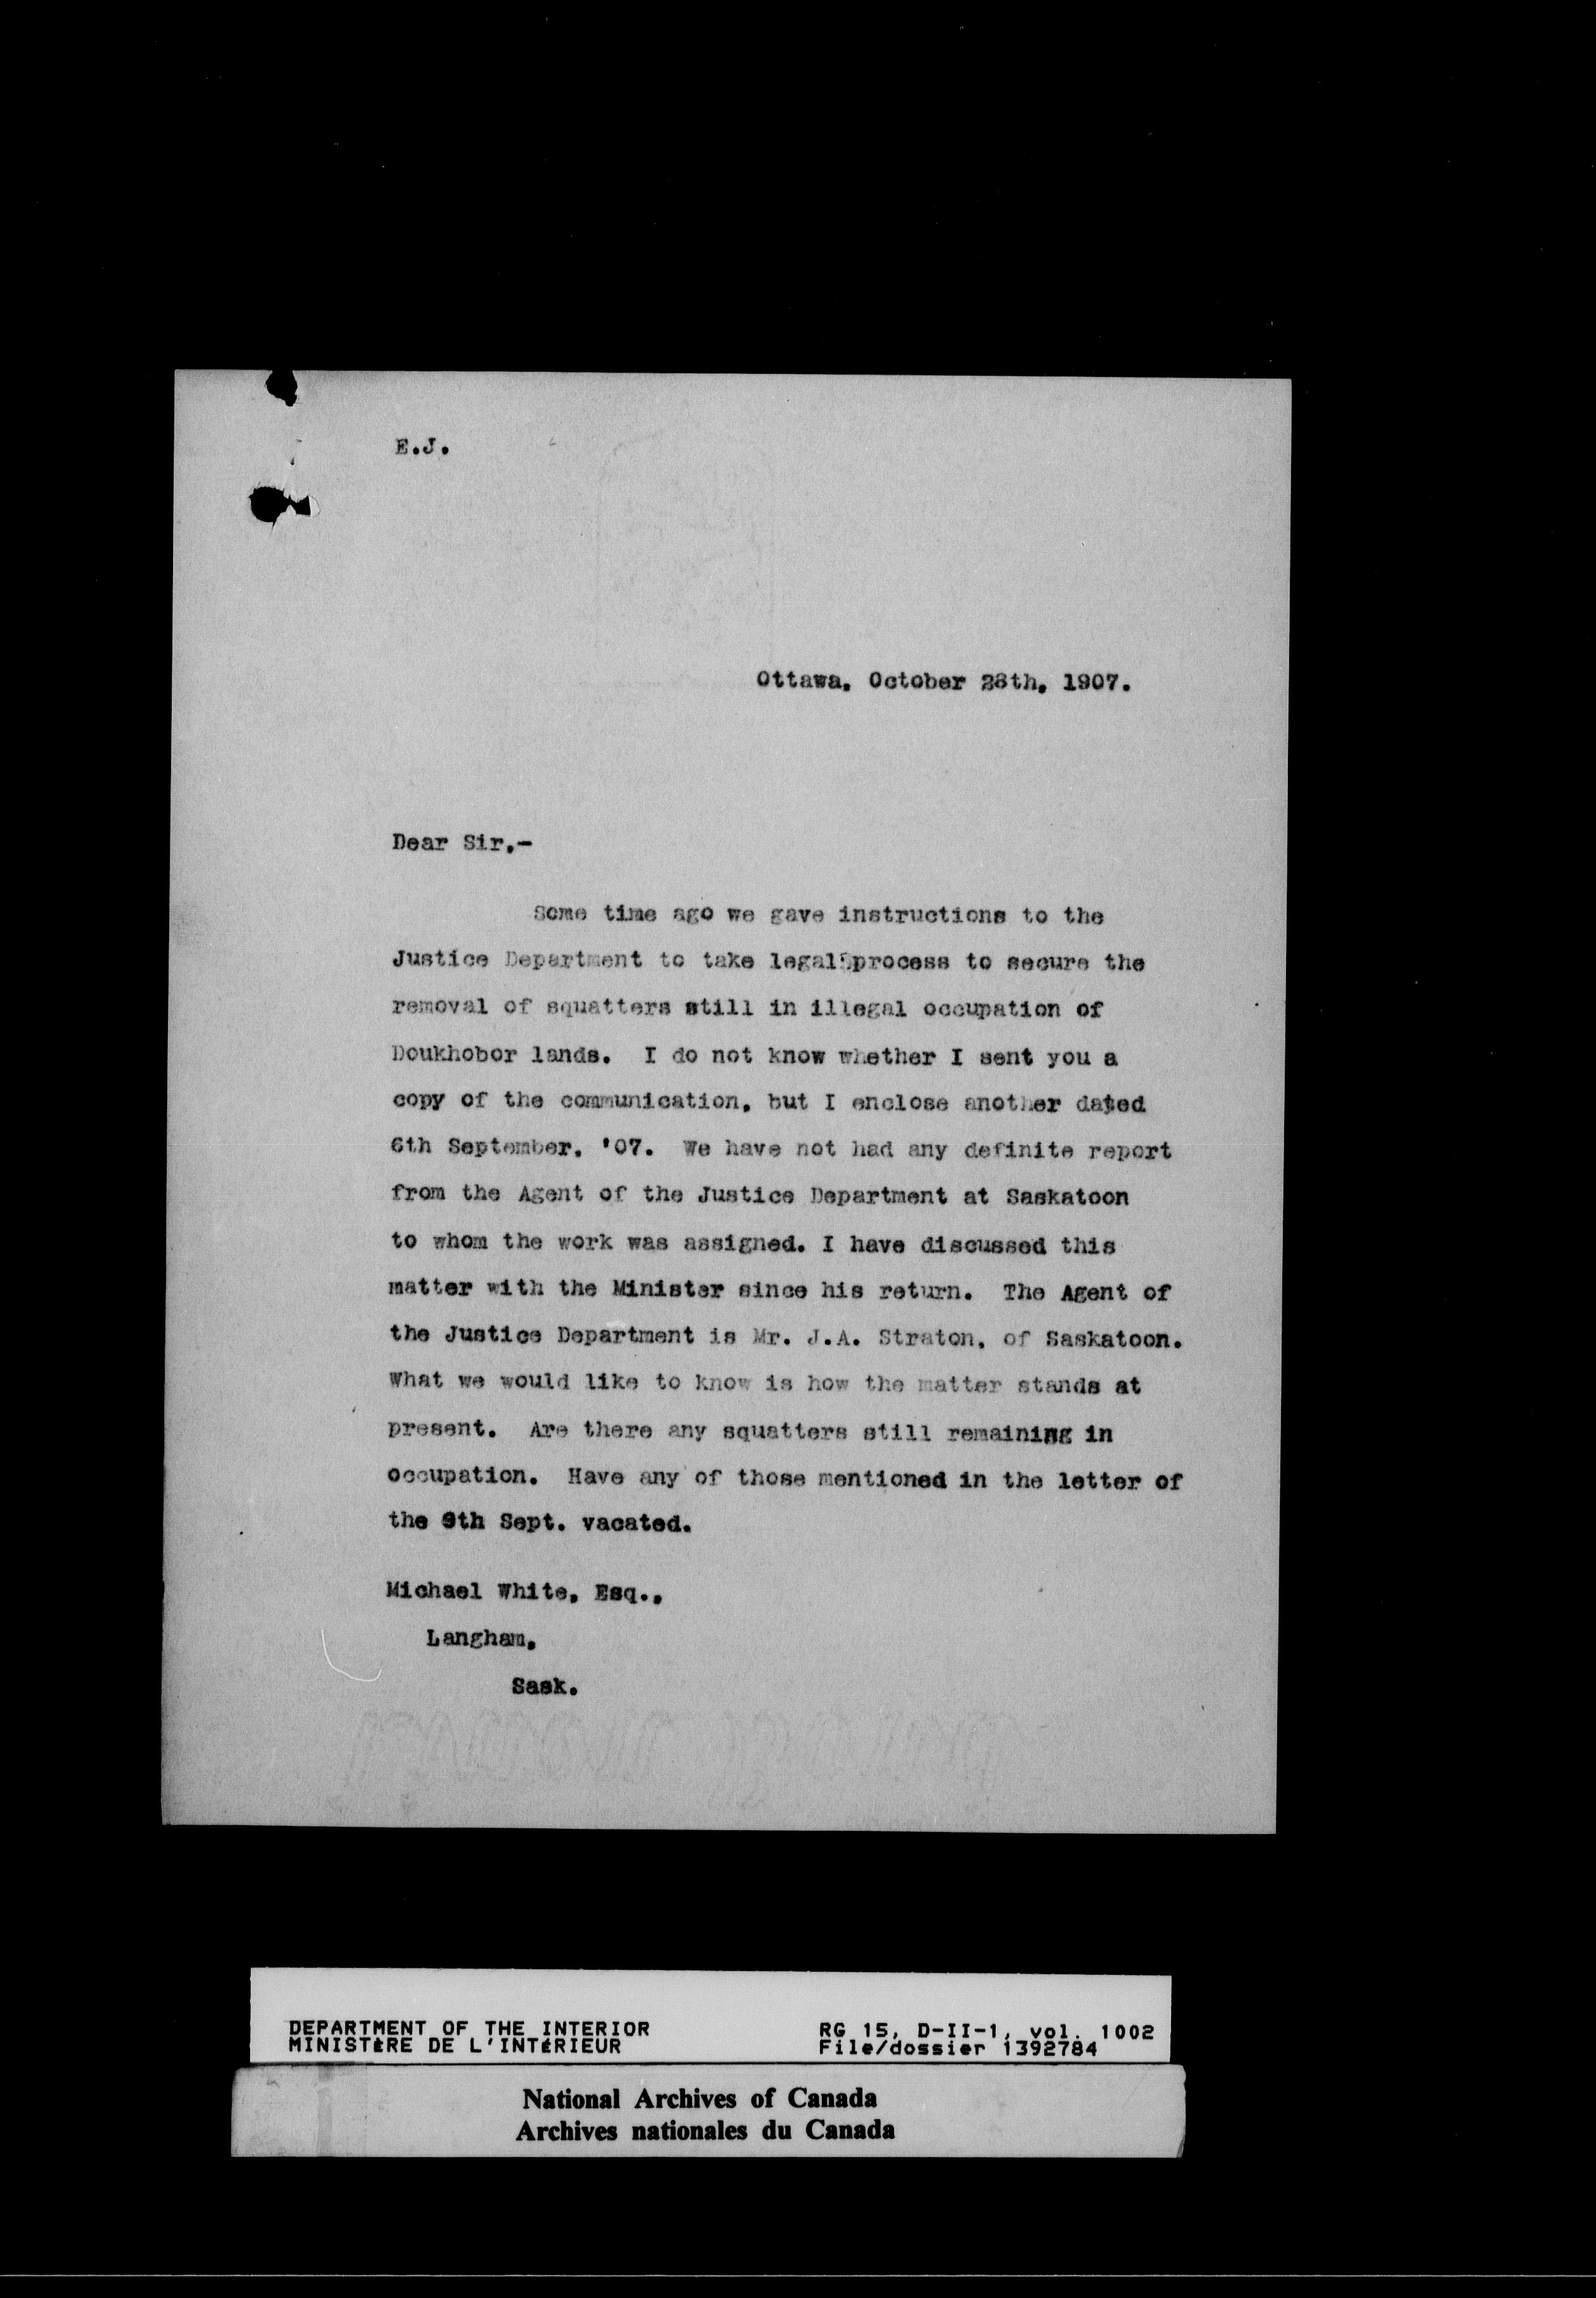 E.J.
Ottawa, October 28th, 1907.
Dear Sir,-
Some time ago we gave instructions to the
Justice Department to take legal process to secure the
removal of squatters still in illegal occupation of
Doukhobor lands. I do not know whether I sent you a
copy of the communication, but I enclose another dated
6th September, '07. We have not had any definite report
from the Agent of the Justice Department at Saskatoon
to whom the work was assigned. I have discussed this
matter with the Minister since his return. The Agent of
the Justice Department is Mr. J.A. Straton, of Saskatoon.
What we would like to know is how the matter stands at
present. Are there any squatters still remaining in
occupation. Have any of those mentioned in the letter of
the 9th Sept. vacated.
Michael White, Esq.,
Langham,
Sask.
DEPARTMENT OF THE INTERIOR RG 15, D-II-1, vol. 1002
MINISTÈRE DE L'INTÉRIEUR File/dossier 1392784
National Archives of Canada
Archives nationales du Canada